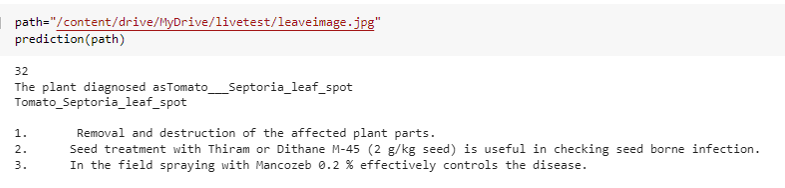 path="/content/drive/MyDrive/livetest/leaveimage.jpg"
prediction(path)
32
The plant diagnosed asTomato___Septoria_leaf_spot
Tomato_Septoria_leaf_spot
1. Removal and destruction of the affected plant parts.
2. Seed treatment with Thiram or Dithane M-45 (2 g/kg seed) is useful in checking seed borne infection.
3. In the field spraying with Mancozeb 0.2 % effectively controls the disease.